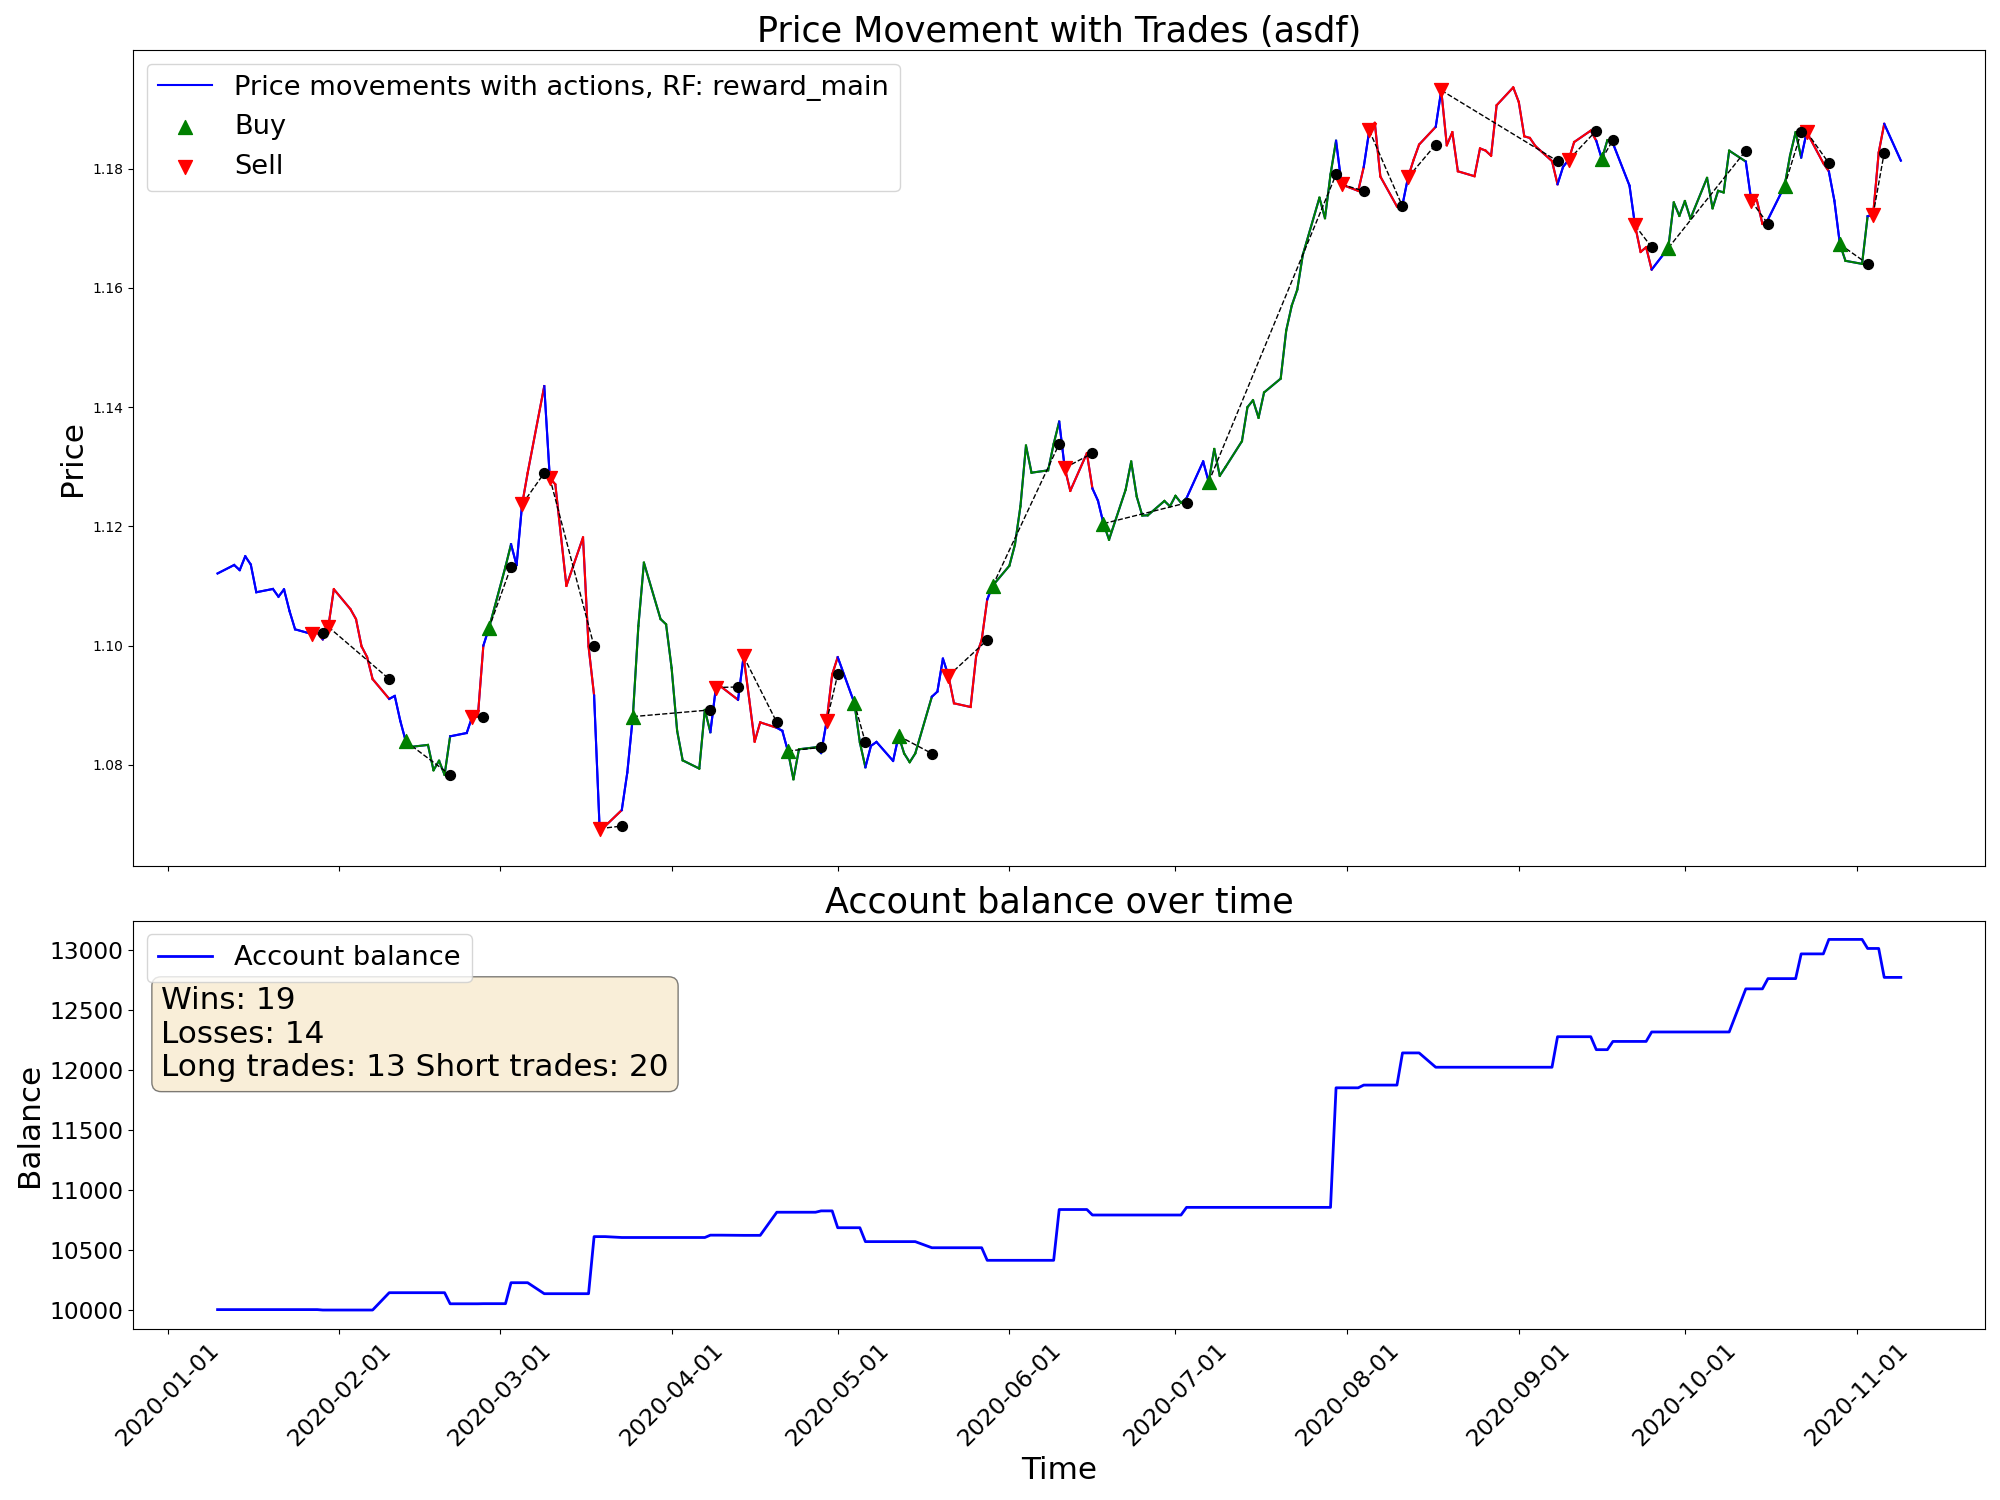 Price Movement with Trades (asdf)
Price movements with actions, RF: reward_main
Buy
Sell
1.18
1.16
1.14
1.12
1.10
1.08
Price
Account balance over time
Account balance
Wins: 19
Losses: 14
Long trades: 13 Short trades: 20
13000
12500
12000
11500
11000
10500
10000
Balance
2020-01-01
2020-02-01
2020-03-01
2020-04-01
2020-05-01
2020-06-01
2020-07-01
2020-08-01
2020-09-01
2020-10-01
2020-11-01
Time